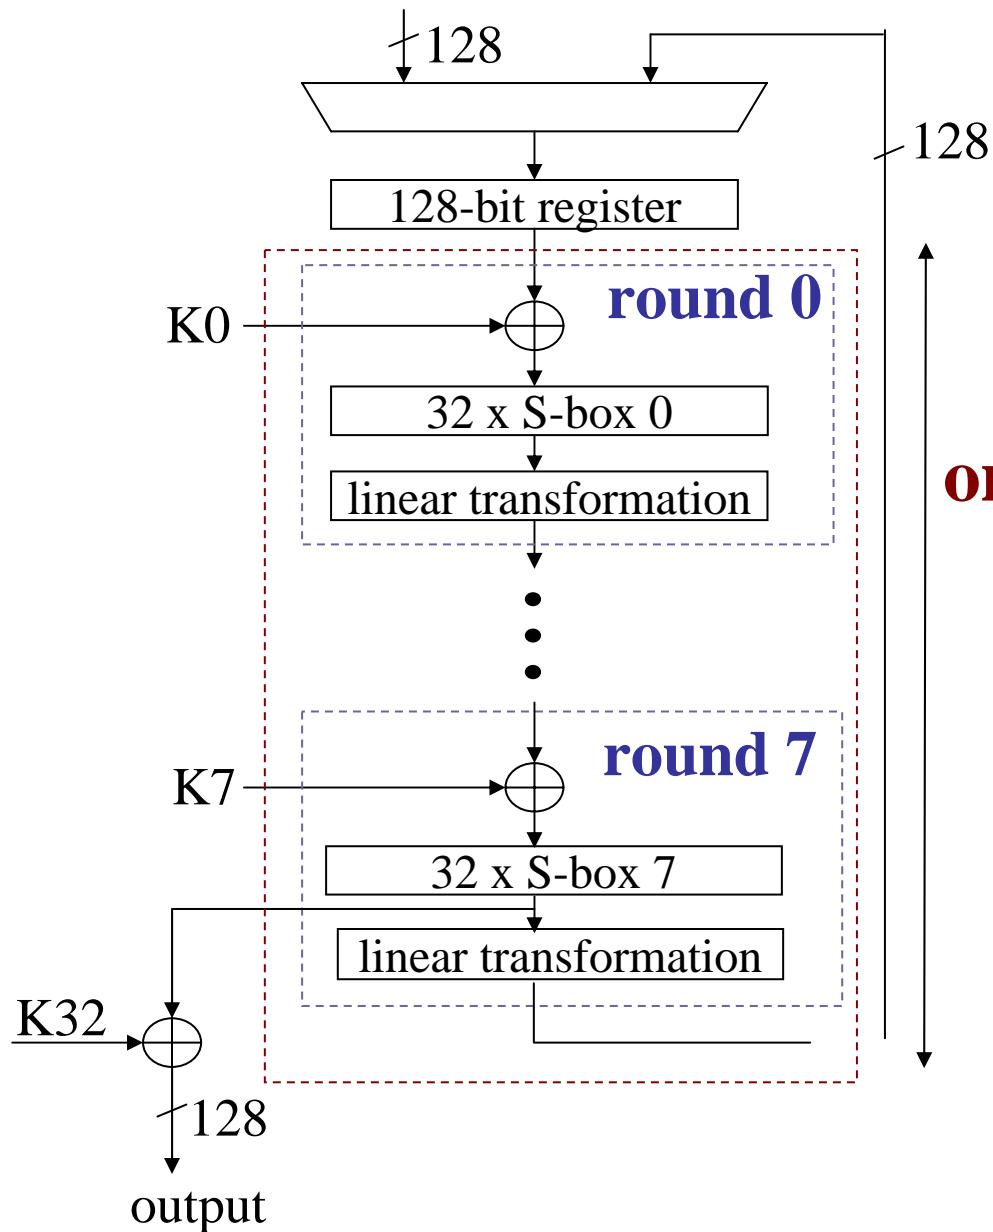 128
128
128-bit register
round 0
K0
32 x S-box 0
linear transformation
round 7
K7
32 x S-box 7
linear transformation
K32
128
output